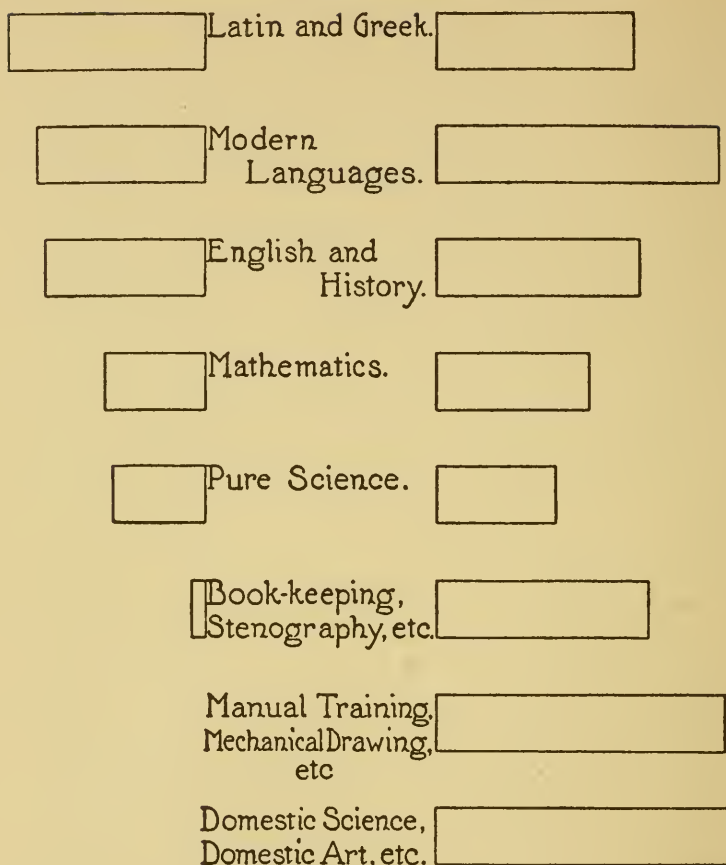 Latin and Greek.
Modern
Languages.
English and
History.
Mathematics.
Pure Science.
Book-keeping,
Stenography, etc.
Manual Training,
Mechanical Drawing,
etc
Domestic Science,
Domestic Art, etc.